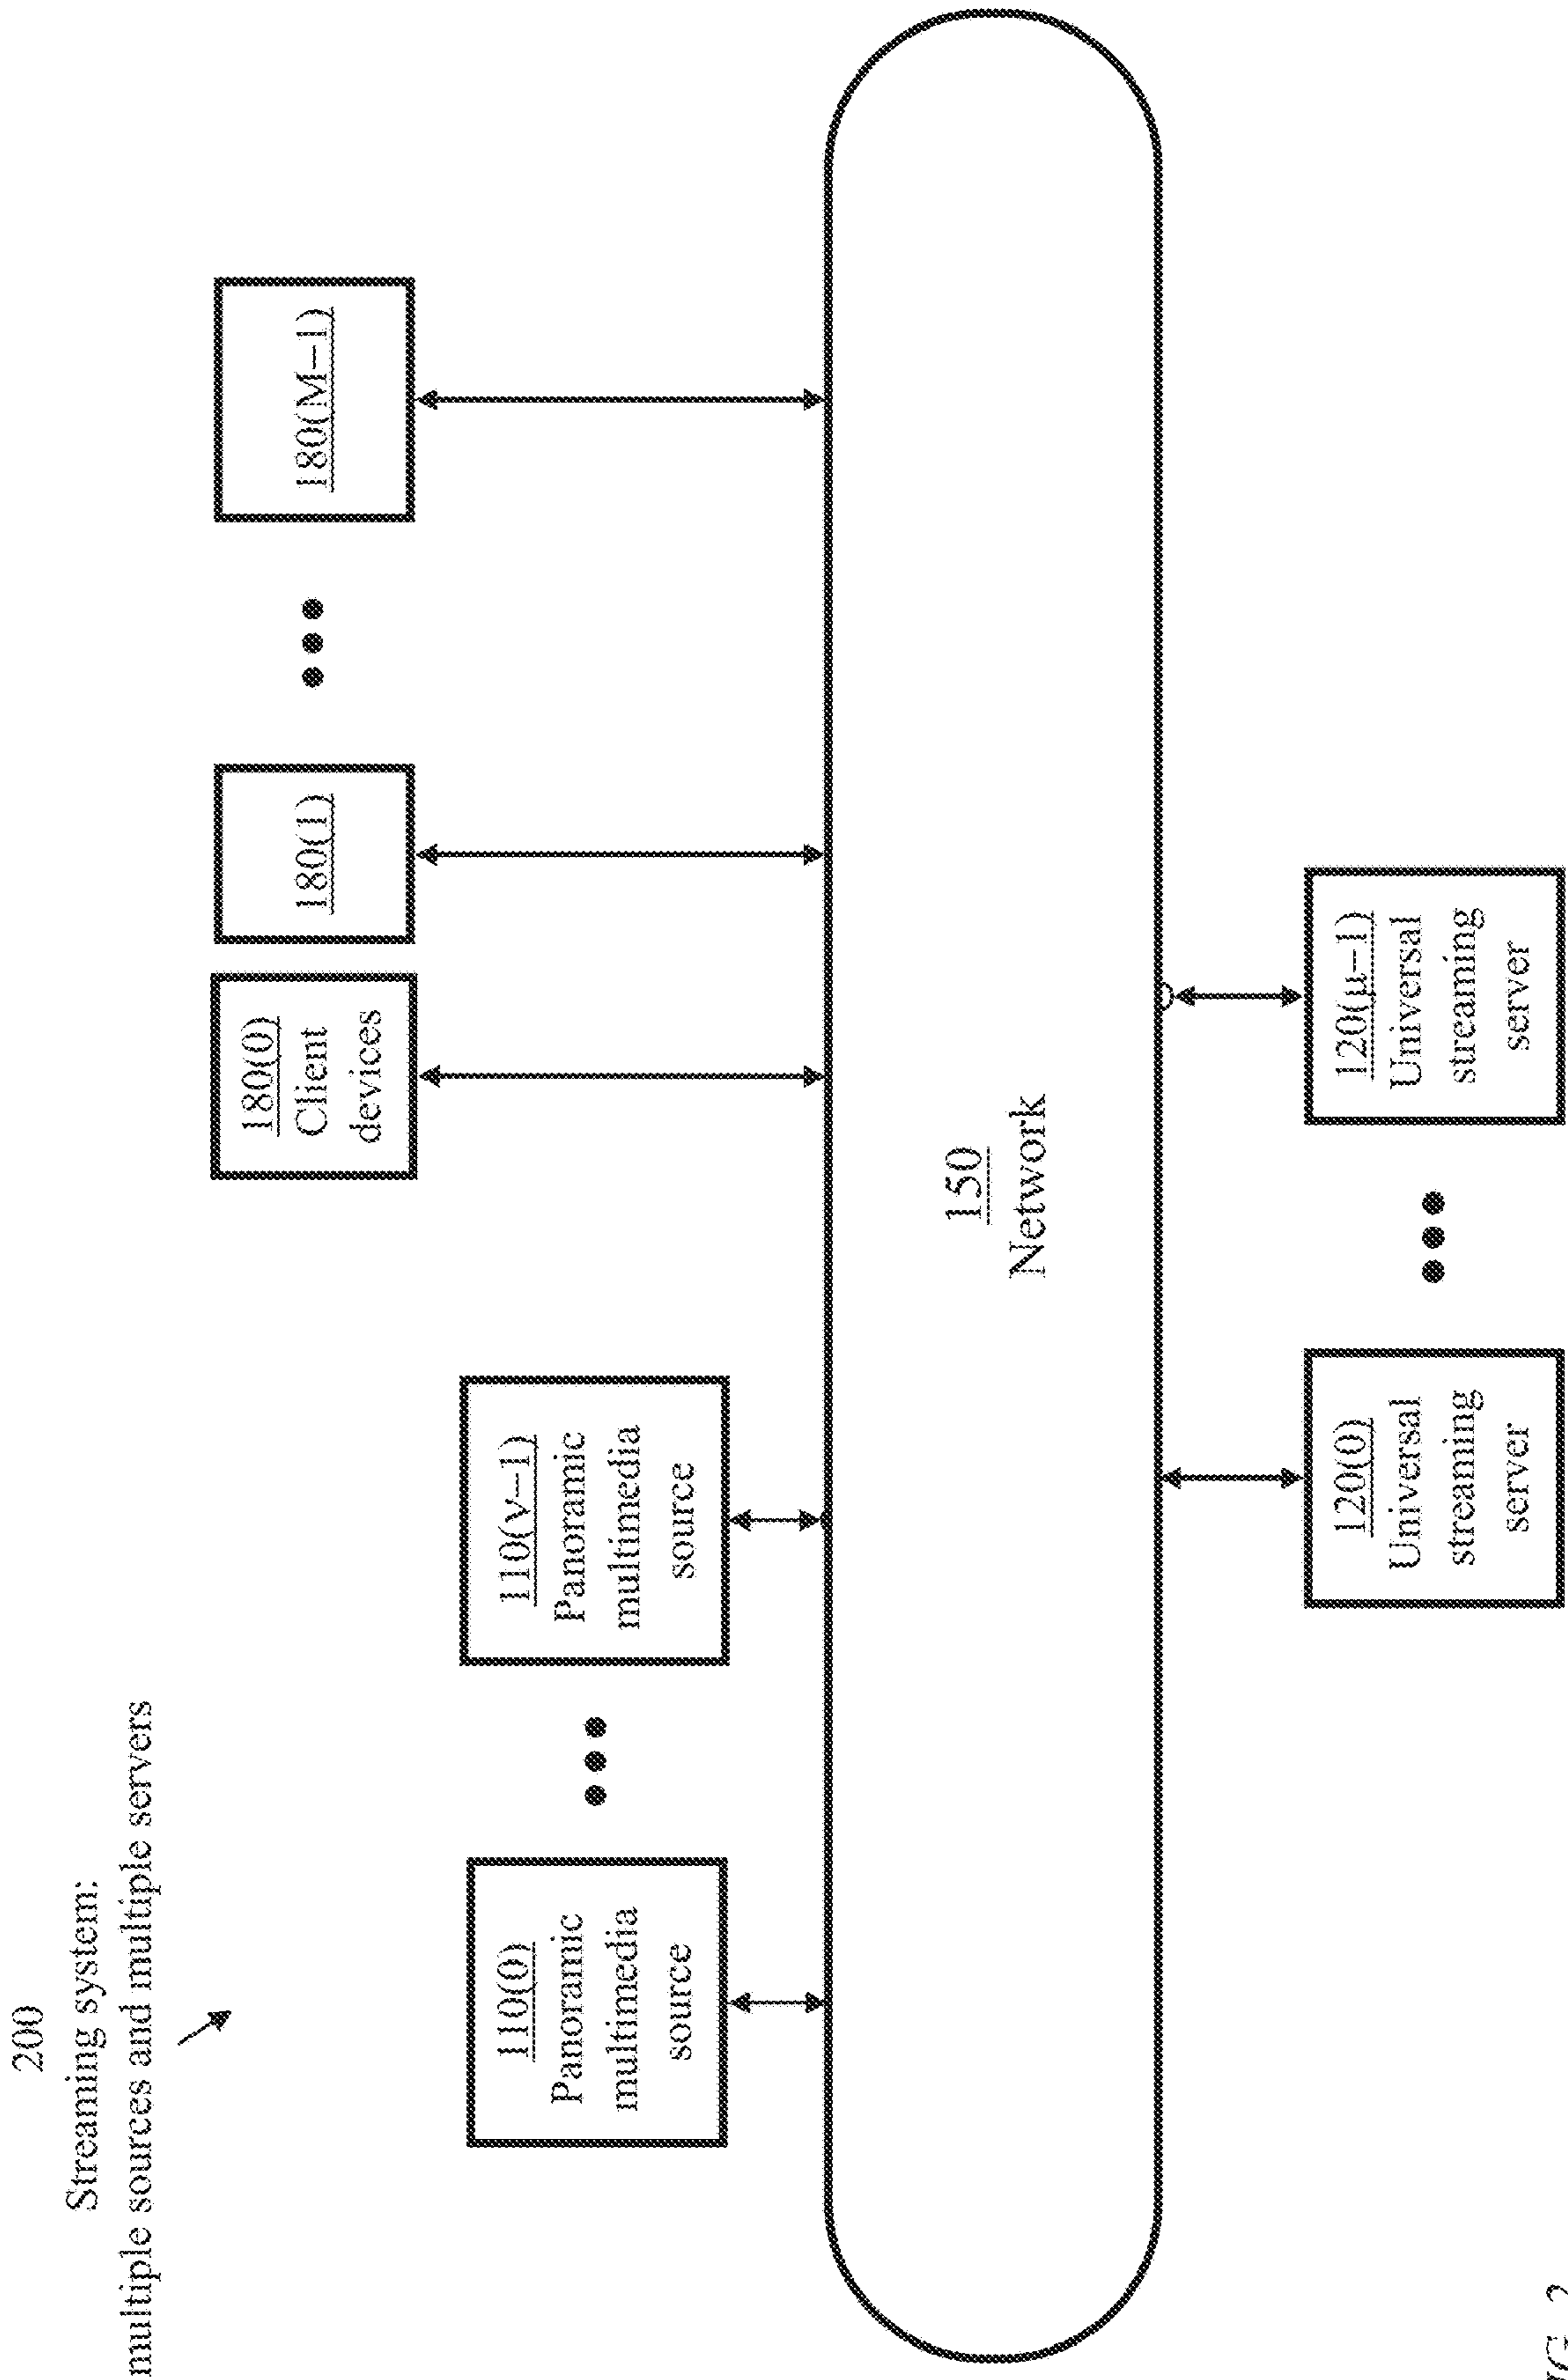 200
Streaming system:
multiple sources and multiple servers
110(0)
Panoramic
multimedia
source
110(ν−1)
Panoramic
multimedia
source
180(0)
Client
devices
180(1)
180(M−1)
150
Network
120(0)
Universal
streaming
server
120(μ−1)
Universal
streaming
server